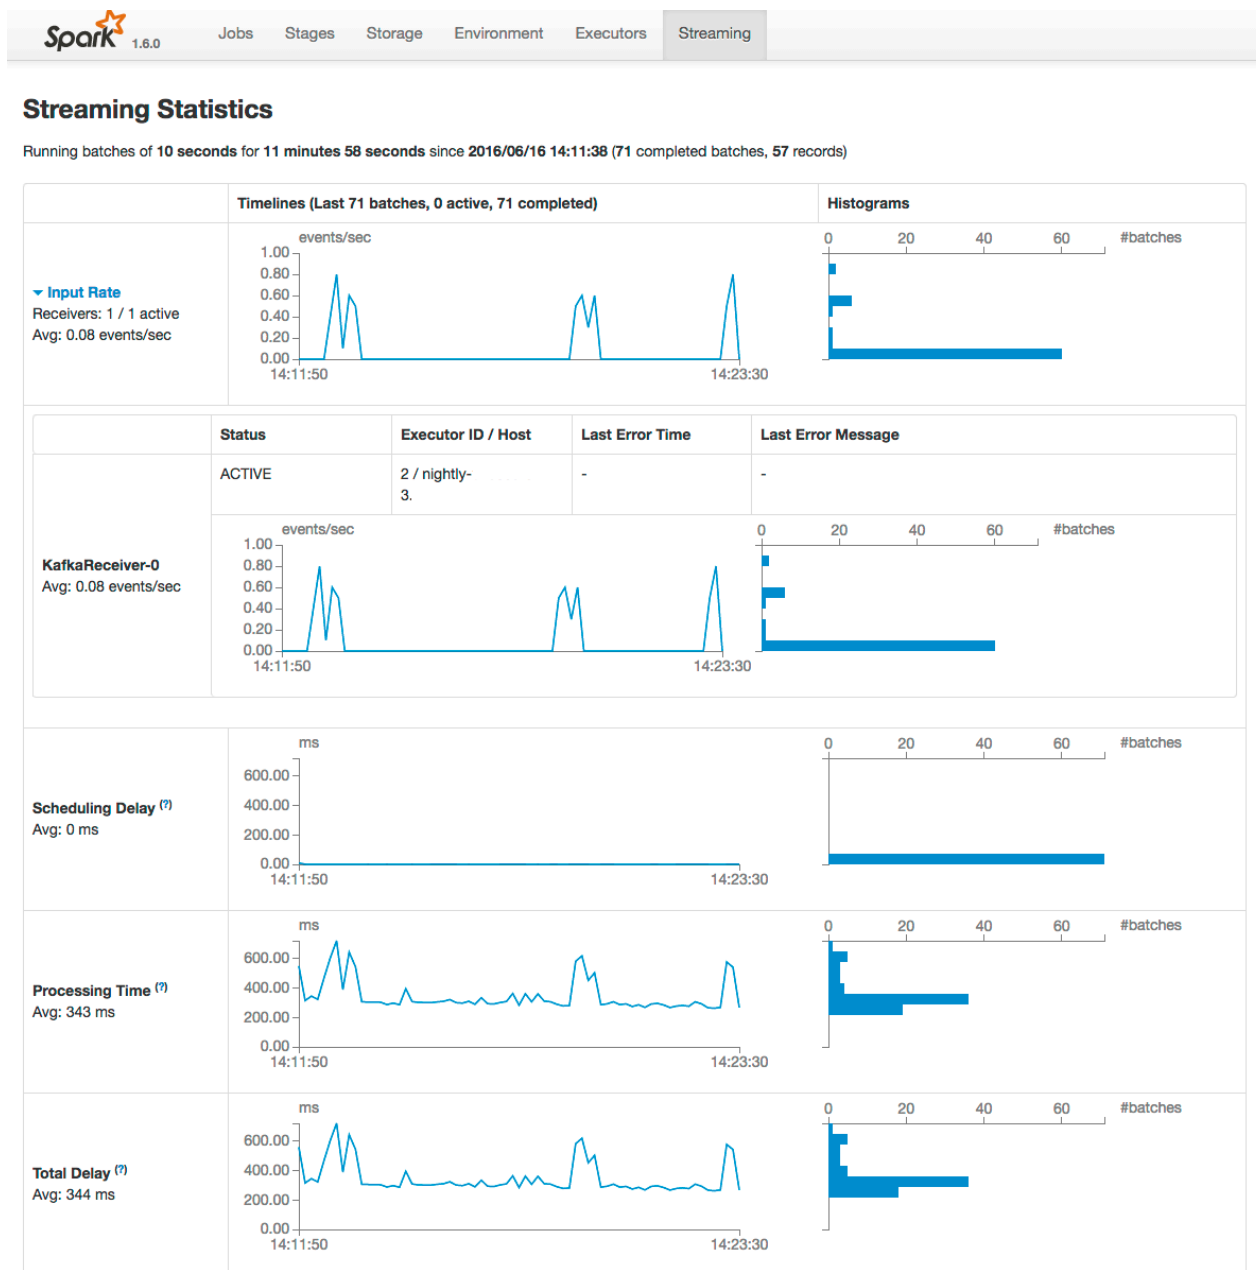 Spark 1.6.0 Jobs Stages Storage Environment Executors Streaming
Streaming Statistics
Running batches of 10 seconds for 11 minutes 58 seconds since 2016/06/16 14:11:38 (71 completed batches, 57 records)
Timelines (Last 71 batches, 0 active, 71 completed) Histograms
Input Rate
Receivers: 1 / 1 active
Avg: 0.08 events/sec
events/sec
1.00
0.80
0.60
0.40
0.20
0.00
14:11:50 14:23:30
0 20 40 60 #batches
Status Executor ID / Host Last Error Time Last Error Message
KafkaReceiver-0
Avg: 0.08 events/sec
ACTIVE 2 / nightly- - -
3.
events/sec
1.00
0.80
0.60
0.40
0.20
0.00
14:11:50 14:23:30
0 20 40 60 #batches
Scheduling Delay (?)
Avg: 0 ms
ms
600.00
400.00
200.00
0.00
14:11:50 14:23:30
0 20 40 60 #batches
Processing Time (?)
Avg: 343 ms
ms
600.00
400.00
200.00
0.00
14:11:50 14:23:30
0 20 40 60 #batches
Total Delay (?)
Avg: 344 ms
ms
600.00
400.00
200.00
0.00
14:11:50 14:23:30
0 20 40 60 #batches